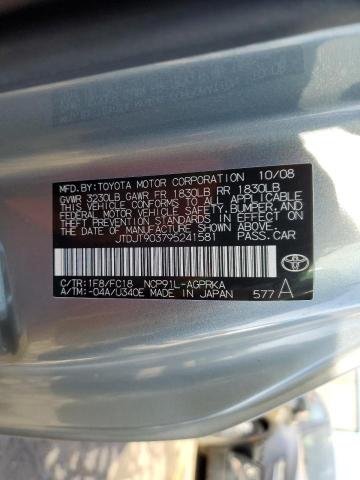 MFD.BY:TOYOTA MOTOR CORPORATION 10/08
GVWR 3230LB GAWR FR 1830LB RR 1830LB
THIS VEHICLE CONFORMS TO ALL APPLICABLE
FEDERAL MOTOR VEHICLE SAFETY, BUMPER, AND
THEFT PREVENTION STANDARDS IN EFFECT ON
THE DATE OF MANUFACTURE SHOWN ABOVE.
JTDJT903795241581 PASS.CAR
C/TR:1F8/FC18 NCP91L-AGPRKA
A/TM:-04A/U340E MADE IN JAPAN 577 A